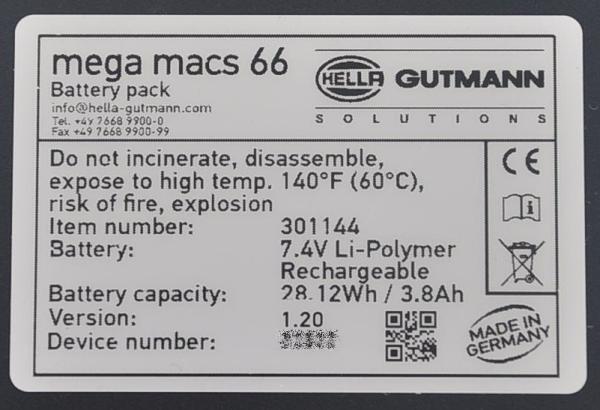 mega macs 66
Battery pack
info@hella-gutmann.com
Tel. +49 7668 9900-0
Fax +49 7668 9900-99
HELLA GUTMANN
SOLUTIONS
Do not incinerate, disassemble,
expose to high temp. 140°F (60°C),
risk of fire, explosion
Item number: 301144
Battery: 7.4V Li-Polymer
Rechargeable
Battery capacity: 28.12Wh / 3.8Ah
Version: 1.20
Device number:
CE
i
MADE IN
GERMANY